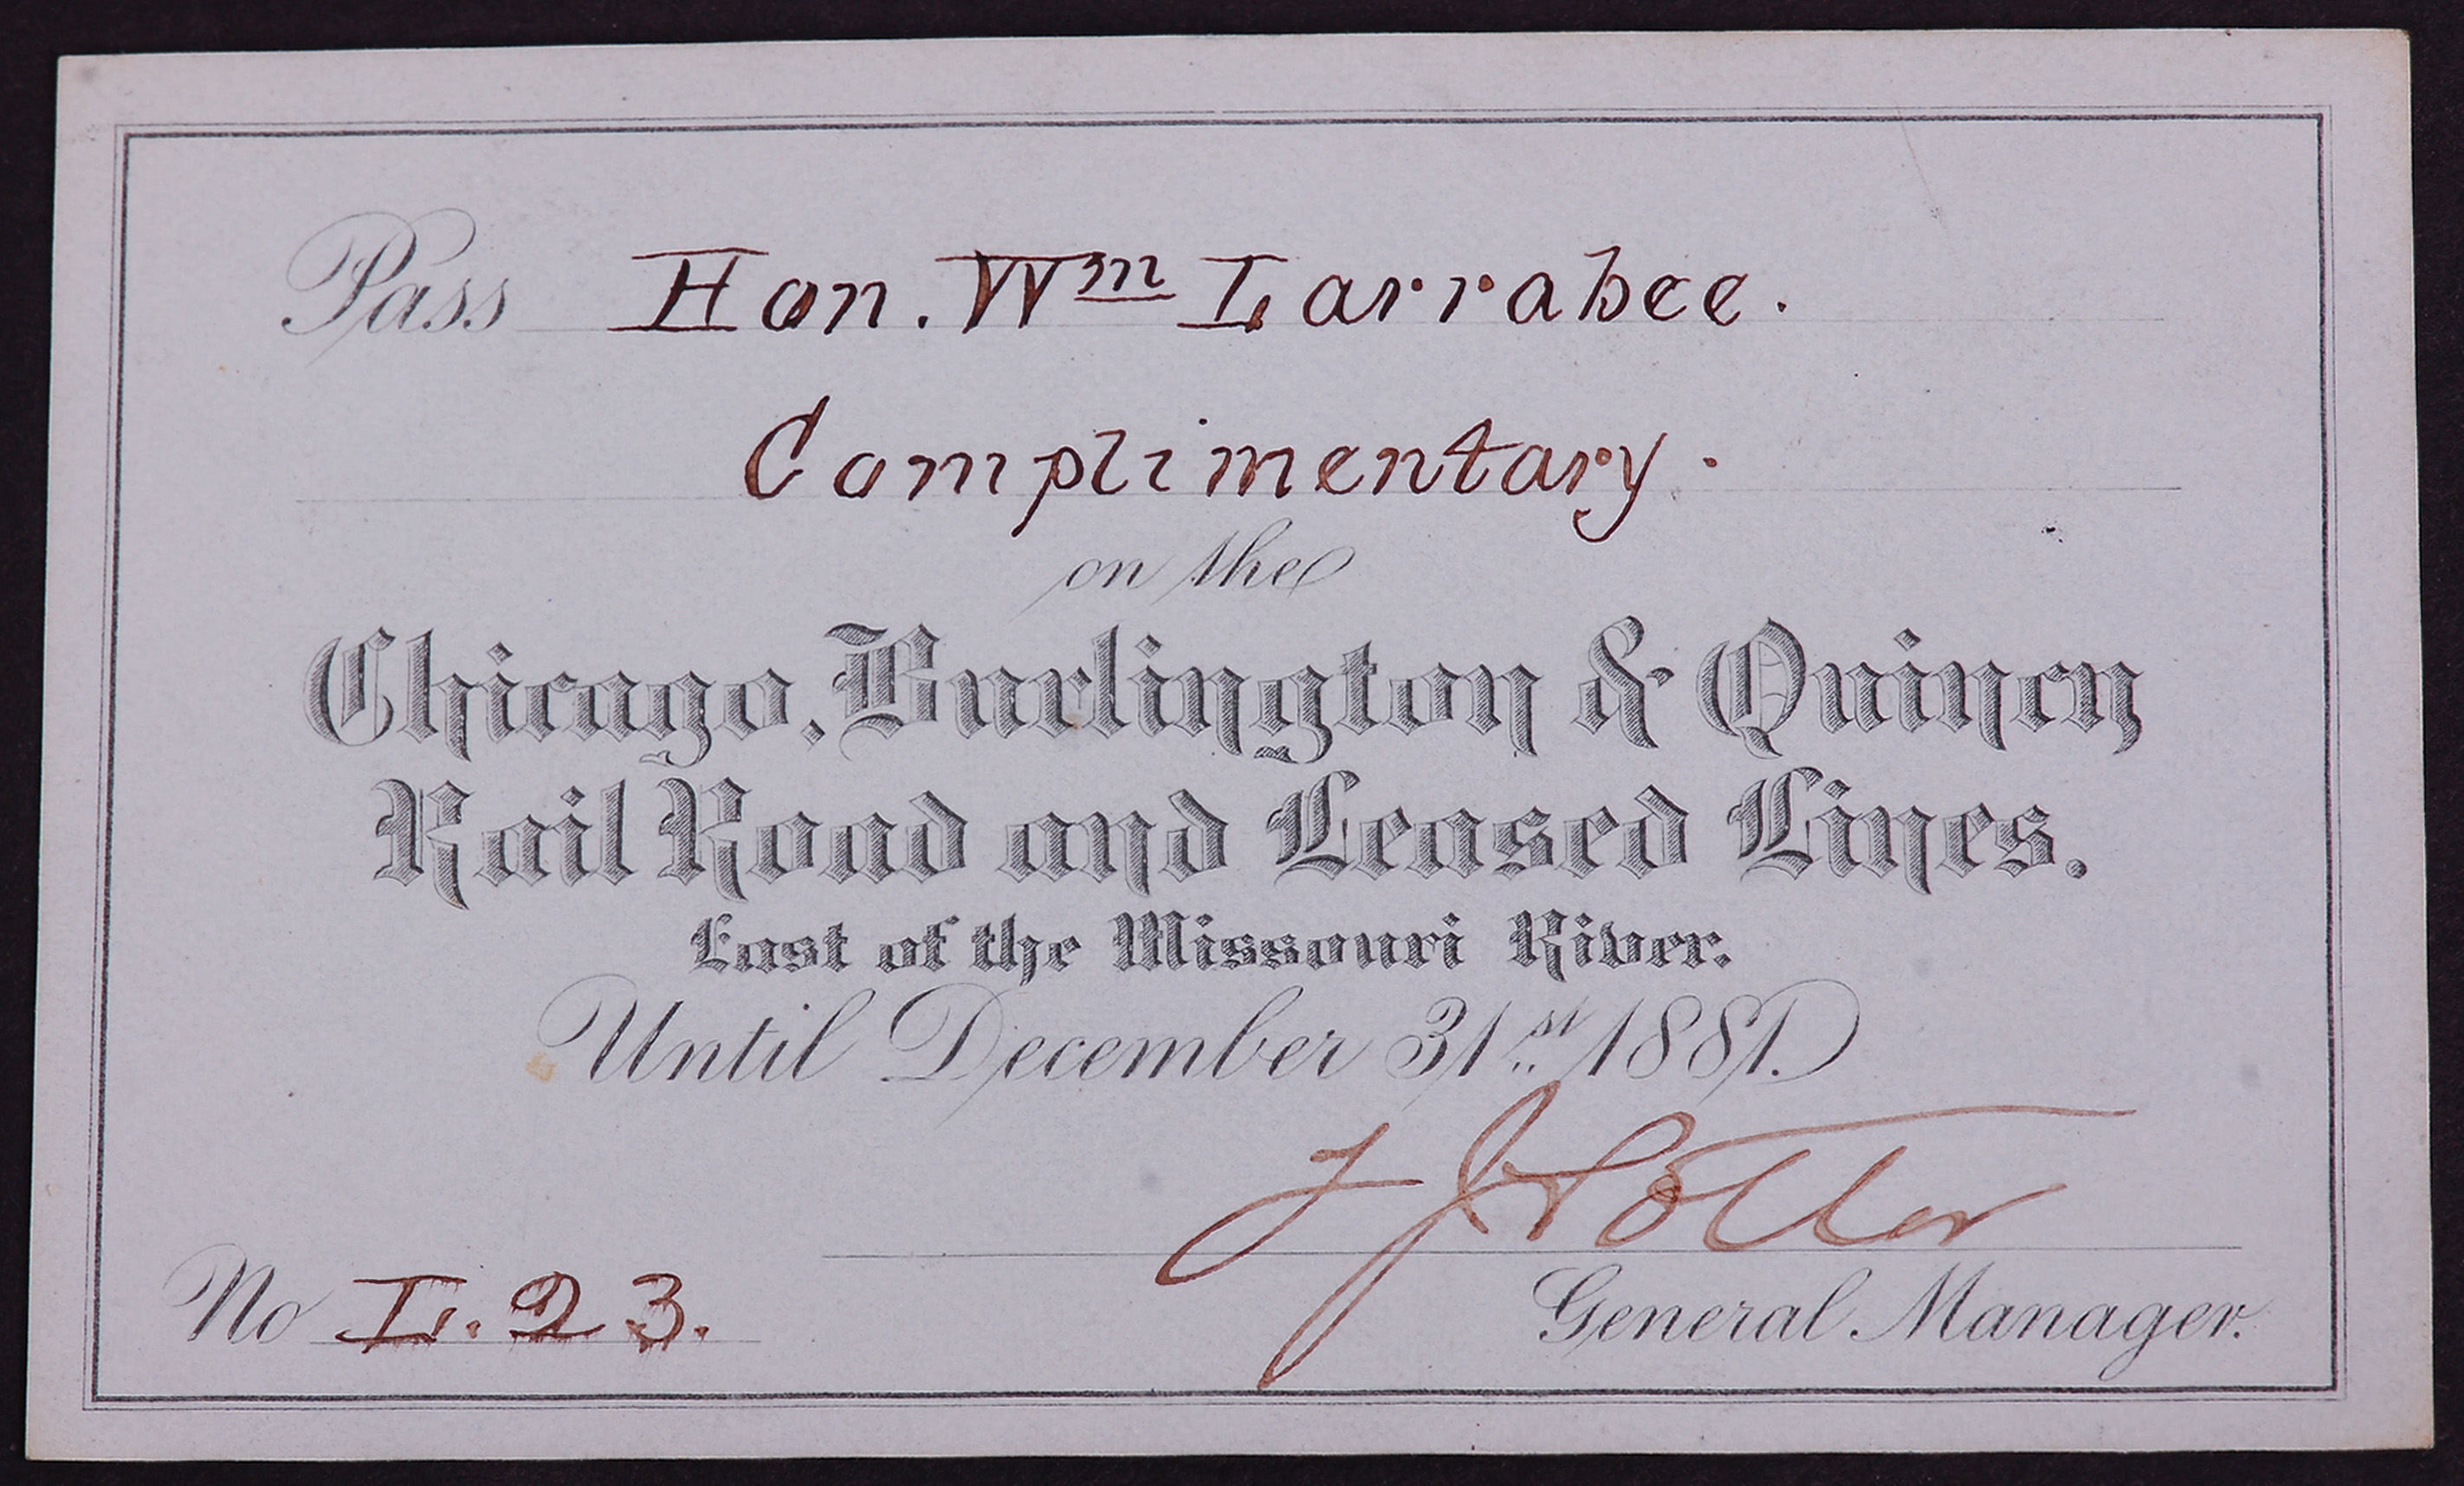 Pass Hon. Wm Larrabee.
Complimentary.
on the
Chicago, Burlington & Quincy
Rail Road and Leased Lines.
East of the Missouri River.
Until December 31st 1881.
T J Potter
No L.23.
General Manager.